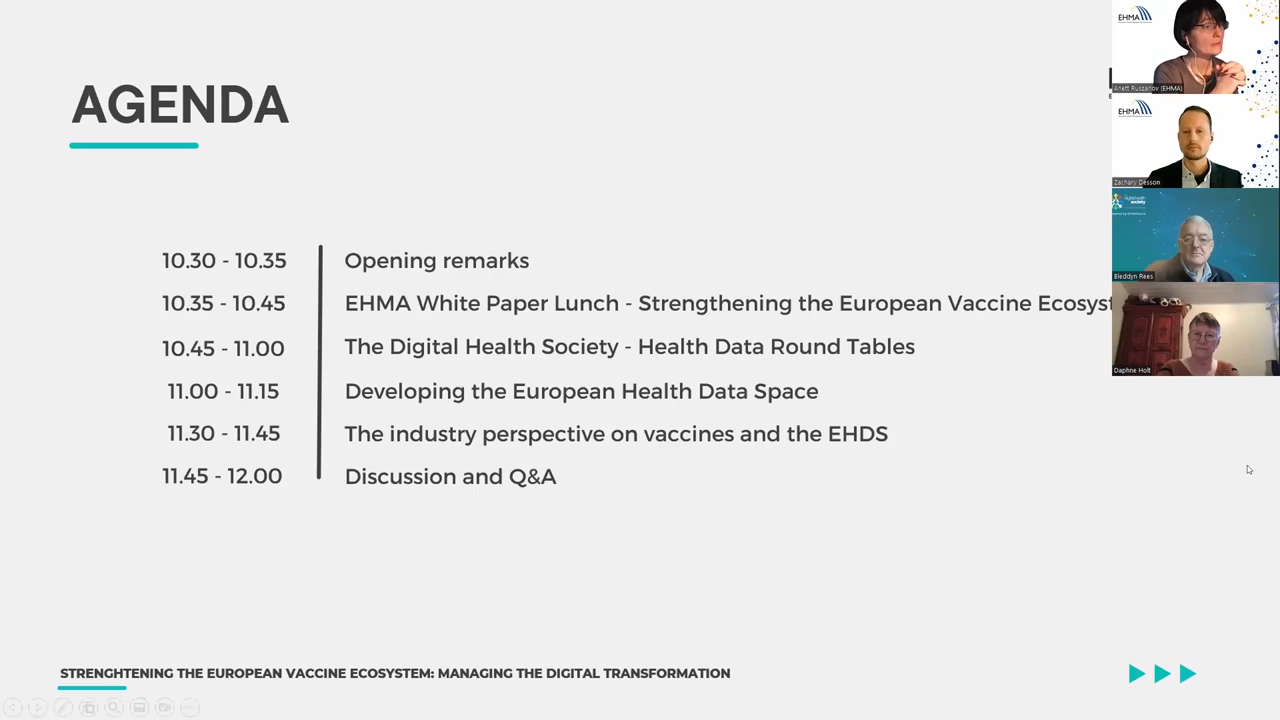 AGENDA
10.30 - 10.35 Opening remarks
10.35 - 10.45 EHMA White Paper Lunch - Strengthening the European Vaccine Ecosyst
10.45 - 11.00 The Digital Health Society - Health Data Round Tables
11.00 - 11.15 Developing the European Health Data Space
11.30 - 11.45 The industry perspective on vaccines and the EHDS
11.45 - 12.00 Discussion and Q&A
STRENGHTENING THE EUROPEAN VACCINE ECOSYSTEM: MANAGING THE DIGITAL TRANSFORMATION
EHMA
Anett Ruszanov (EHMA)
EHMA
Zachary Desson
society
Bleddyn Rees
Daphne Holt